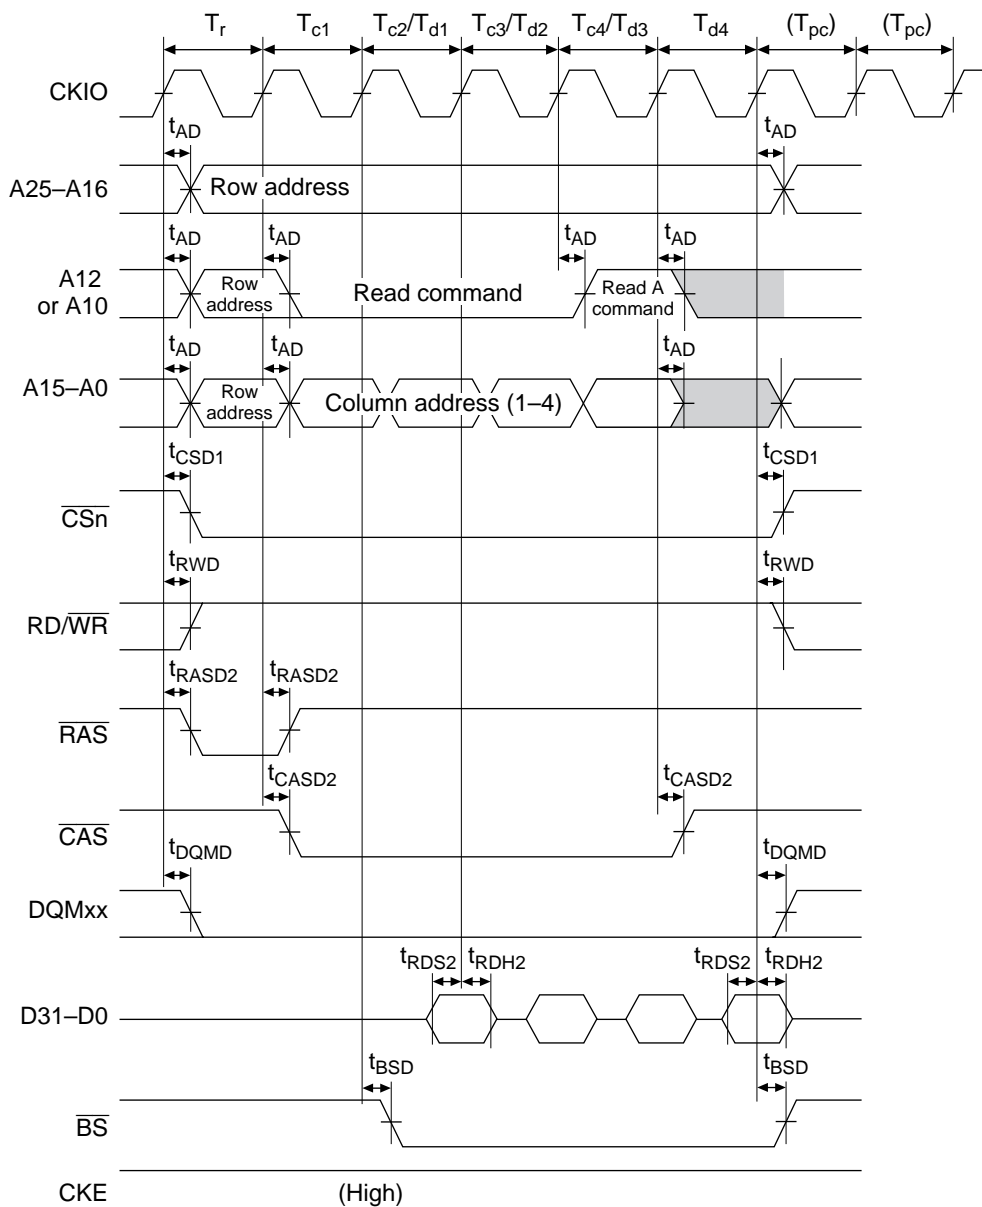 Tr Tc1 Tc2/Td1 Tc3/Td2 Tc4/Td3 Td4 (Tpc) (Tpc)
CKIO
tAD tAD
A25–A16 Row address
tAD tAD tAD tAD
A12 or A10 Row address Read command Read A command
tAD tAD tAD
A15–A0 Row address Column address (1–4)
tCSD1 tCSD1
CSn
tRWD tRWD
RD/WR
tRASD2 tRASD2
RAS
tCASD2 tCASD2
CAS
tDQMD tDQMD
DQMxx
tRDS2 tRDH2 tRDS2 tRDH2
D31–D0
tBSD tBSD
BS
CKE (High)